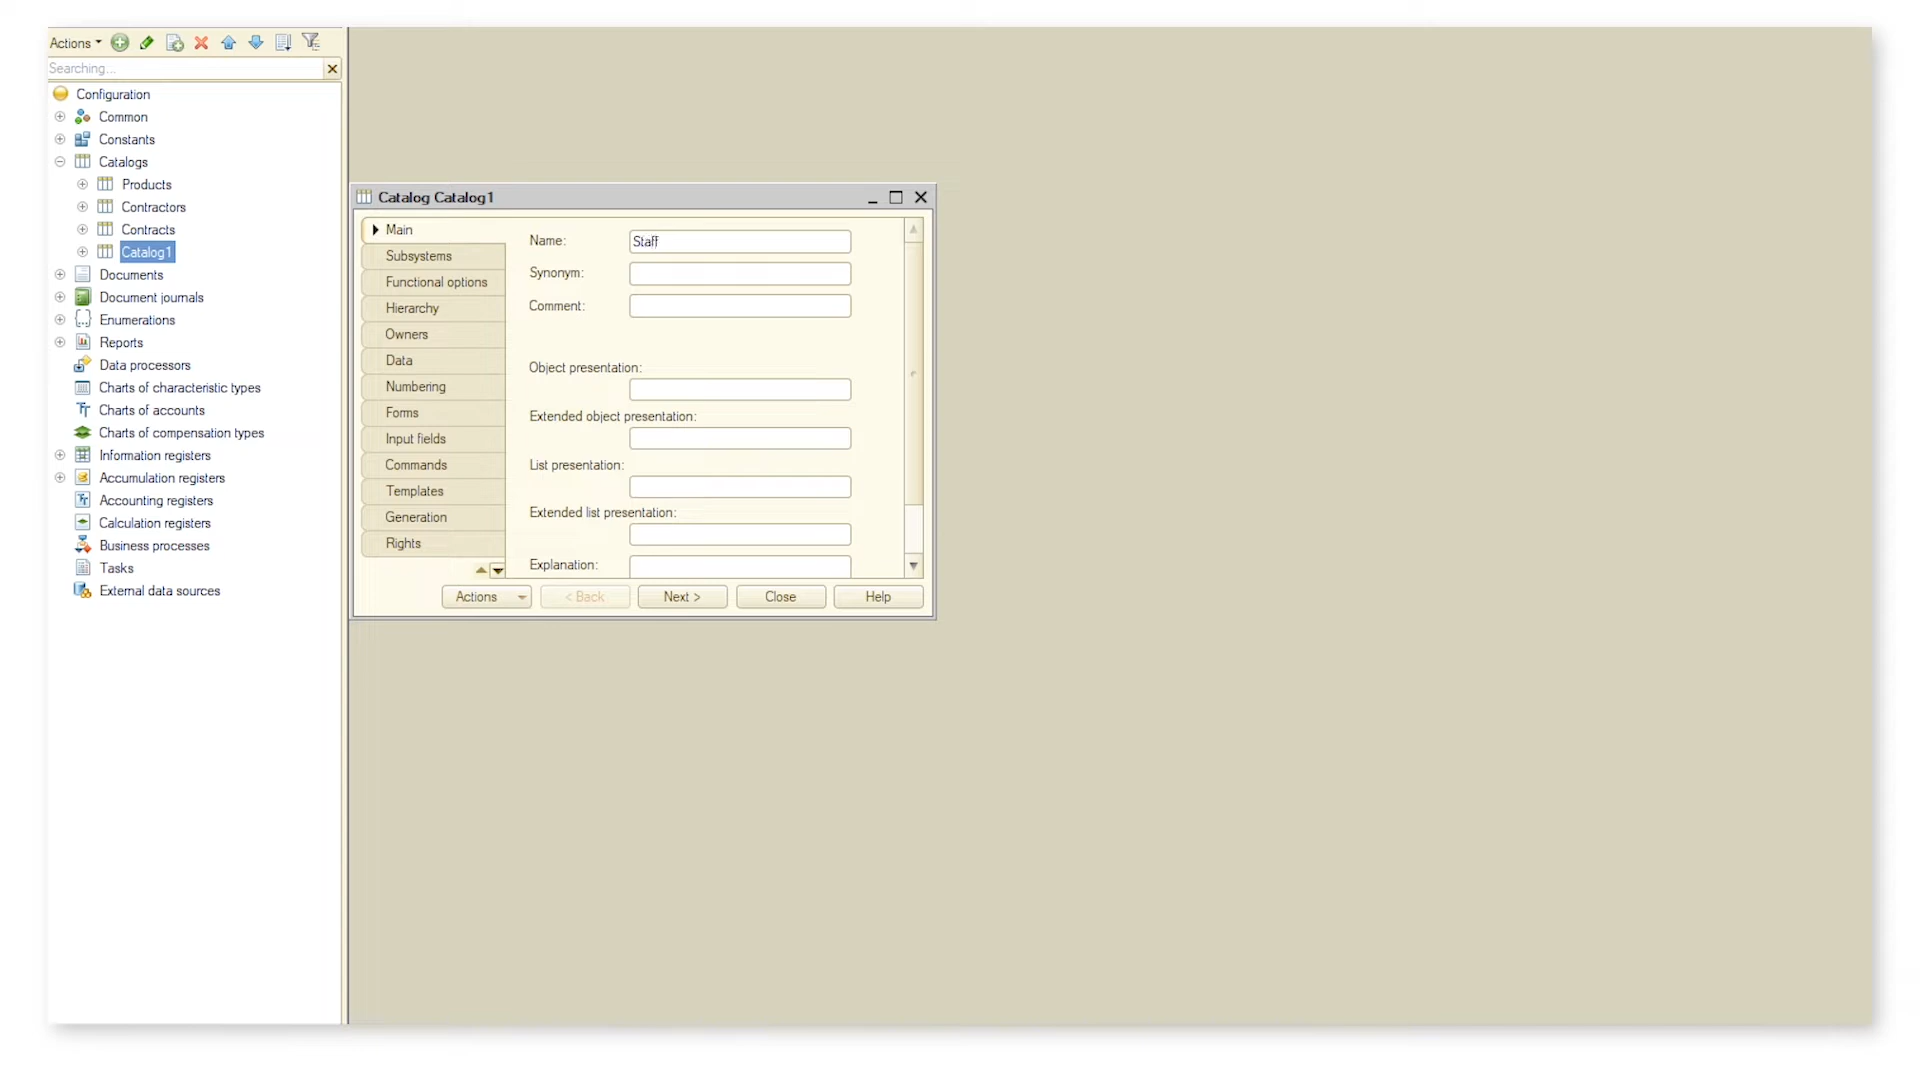 Actions
Searching...
Configuration
Common
Constants
Catalogs
Products
Contractors
Contracts
Catalog1
Documents
Document journals
Enumerations
Reports
Data processors
Charts of characteristic types
Charts of accounts
Charts of compensation types
Information registers
Accumulation registers
Accounting registers
Calculation registers
Business processes
Tasks
External data sources
Catalog Catalog1
Main
Subsystems
Functional options
Hierarchy
Owners
Data
Numbering
Forms
Input fields
Commands
Templates
Generation
Rights
Name: Staff
Synonym:
Comment:
Object presentation:
Extended object presentation:
List presentation:
Extended list presentation:
Explanation:
Actions < Back Next > Close Help